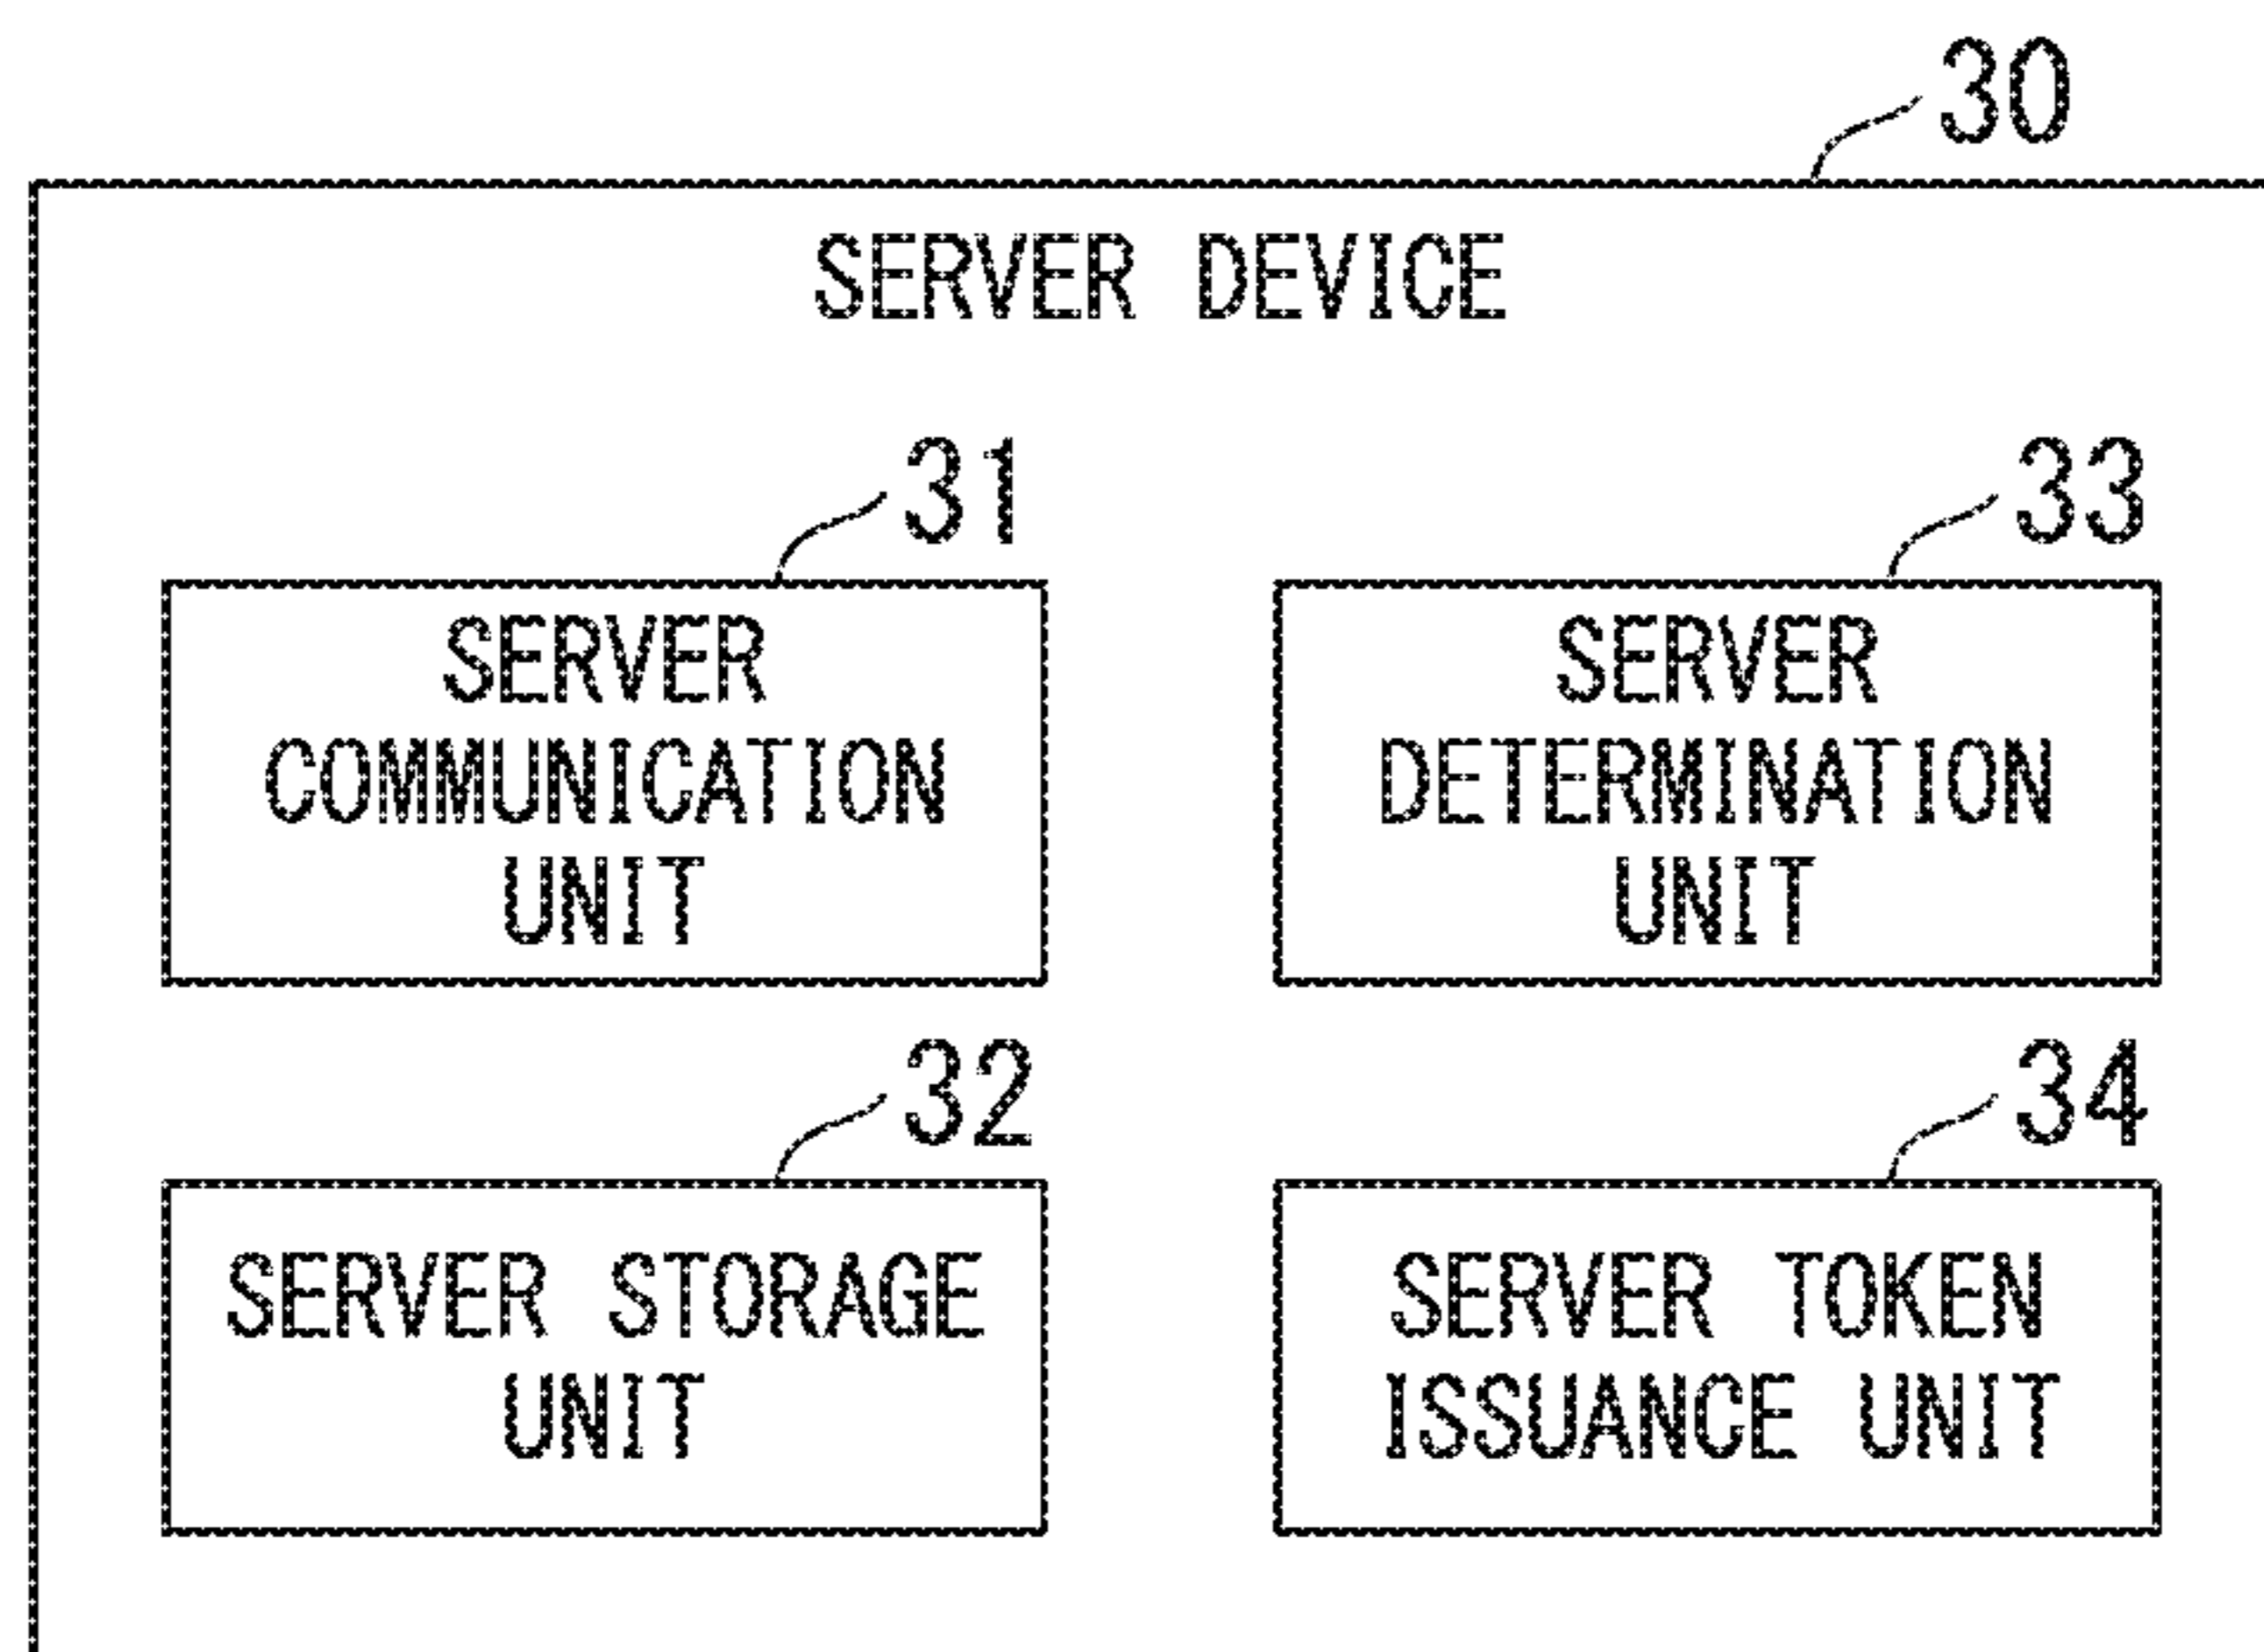 30
SERVER DEVICE
31
SERVER
COMMUNICATION
UNIT
33
SERVER
DETERMINATION
UNIT
32
SERVER STORAGE
UNIT
34
SERVER TOKEN
ISSUANCE UNIT